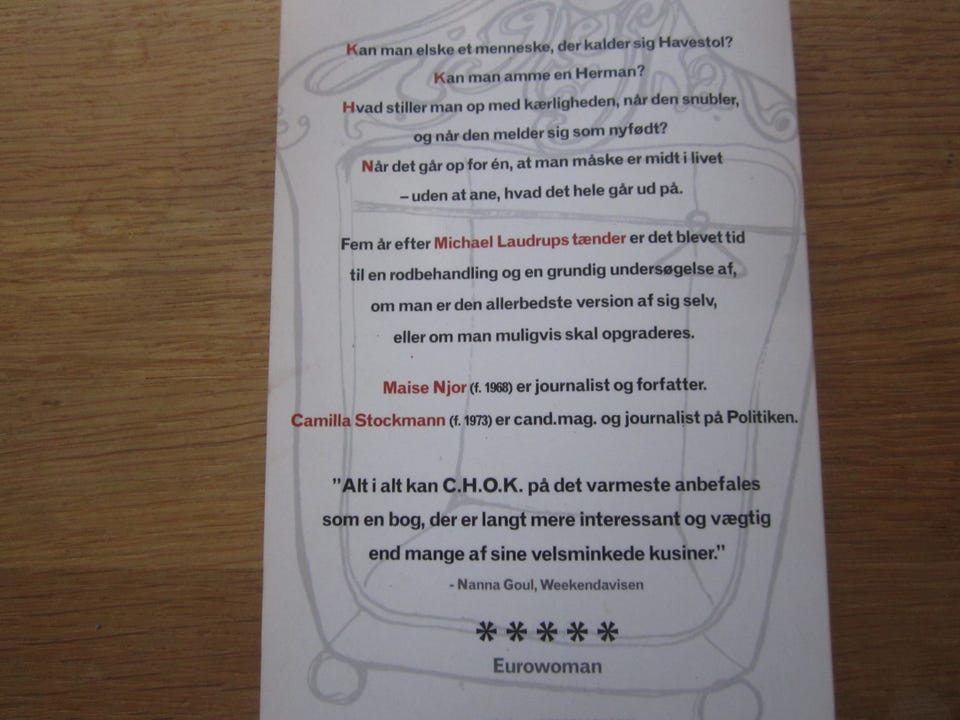 Kan man elske et menneske, der kalder sig Havestol?
Kan man amme en Herman?
Hvad stiller man op med kærligheden, når den snubler,
og når den melder sig som nyfødt?
Når det går op for én, at man måske er midt i livet
– uden at ane, hvad det hele går ud på.
Fem år efter Michael Laudrups tænder er det blevet tid
til en rodbehandling og en grundig undersøgelse af,
om man er den allerbedste version af sig selv,
eller om man muligvis skal opgraderes.
Maise Njor (f. 1968) er journalist og forfatter.
Camilla Stockmann (f. 1973) er cand.mag. og journalist på Politiken.
”Alt i alt kan C.H.O.K. på det varmeste anbefales
som en bog, der er langt mere interessant og vægtig
end mange af sine velsminkede kusiner.”
- Nanna Goul, Weekendavisen
* * * * *
Eurowoman